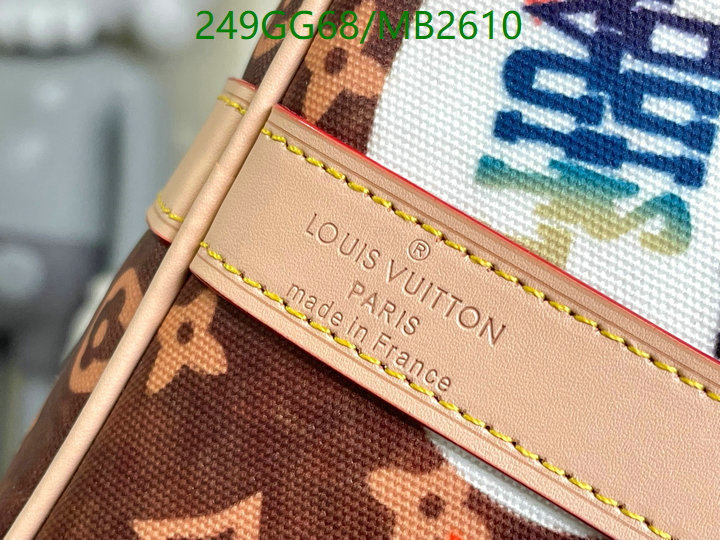 249GG68/MB2610
®
LOUIS VUITTON
PARIS
made in France